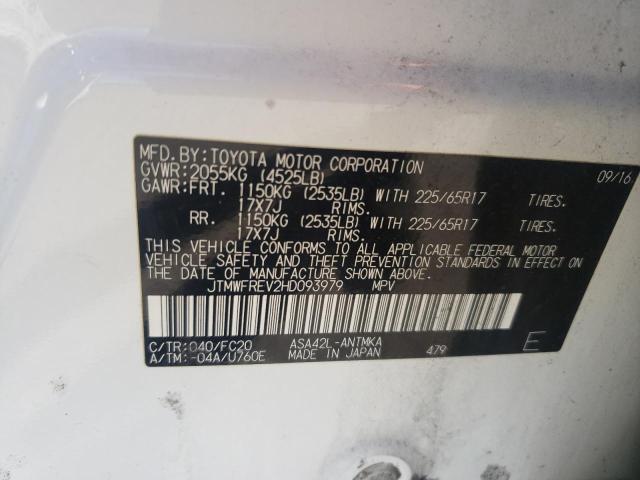 MFD.BY:TOYOTA MOTOR CORPORATION 09/16
GVWR:2055KG (4525LB)
GAWR:FRT. 1150KG (2535LB) WITH 225/65R17 TIRES.
17X7J RIMS.
RR. 1150KG (2535LB) WITH 225/65R17 TIRES.
17X7J RIMS.
THIS VEHICLE CONFORMS TO ALL APPLICABLE FEDERAL MOTOR
VEHICLE SAFETY AND THEFT PREVENTION STANDARDS IN EFFECT
ON THE DATE OF MANUFACTURE SHOWN ABOVE.
JTMWFREV2HD093979 MPV
C/TR:040/FC20 ASA42L-ANTMKA
A/TM:-04A/U760E MADE IN JAPAN 479 E